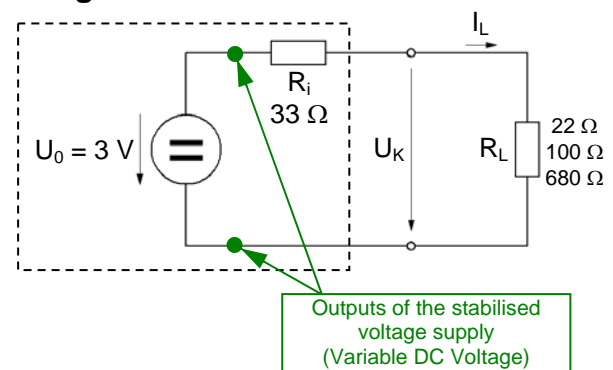 I_L
R_i
33 Ω
U_0 = 3 V
U_K
R_L
22 Ω
100 Ω
680 Ω
Outputs of the stabilised
voltage supply
(Variable DC Voltage)